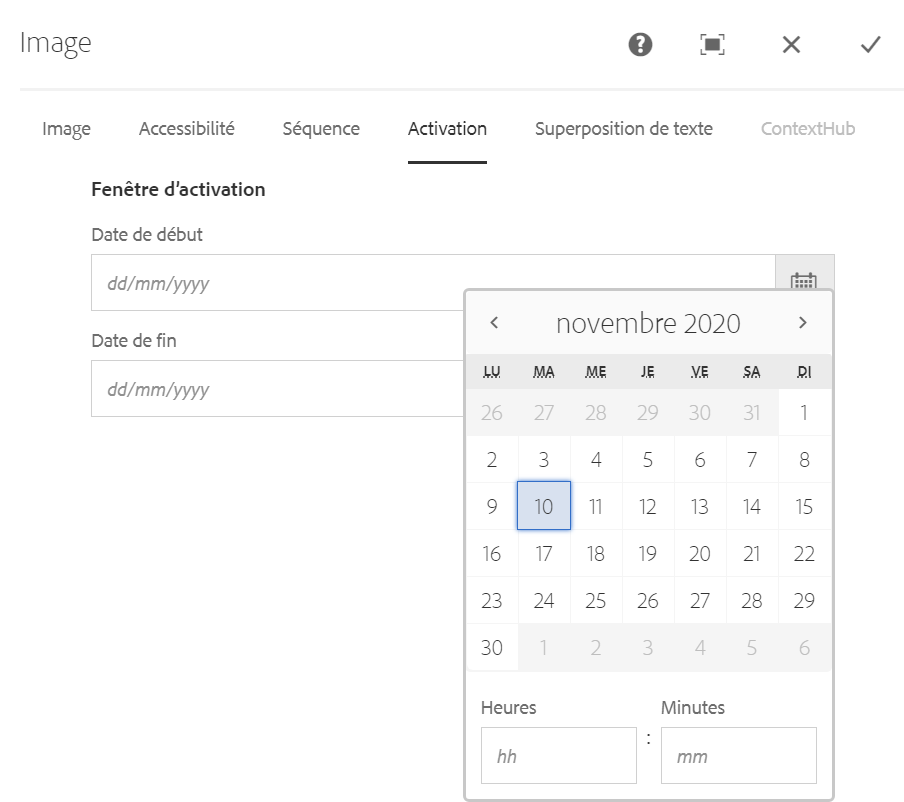 Image
Image Accessibilité Séquence Activation Superposition de texte ContextHub
Fenêtre d'activation
Date de début
dd/mm/yyyy
Date de fin
dd/mm/yyyy
novembre 2020
LU MA ME JE VE SA DI
26 27 28 29 30 31 1
2 3 4 5 6 7 8
9 10 11 12 13 14 15
16 17 18 19 20 21 22
23 24 25 26 27 28 29
30 1 2 3 4 5 6
Heures Minutes
hh : mm